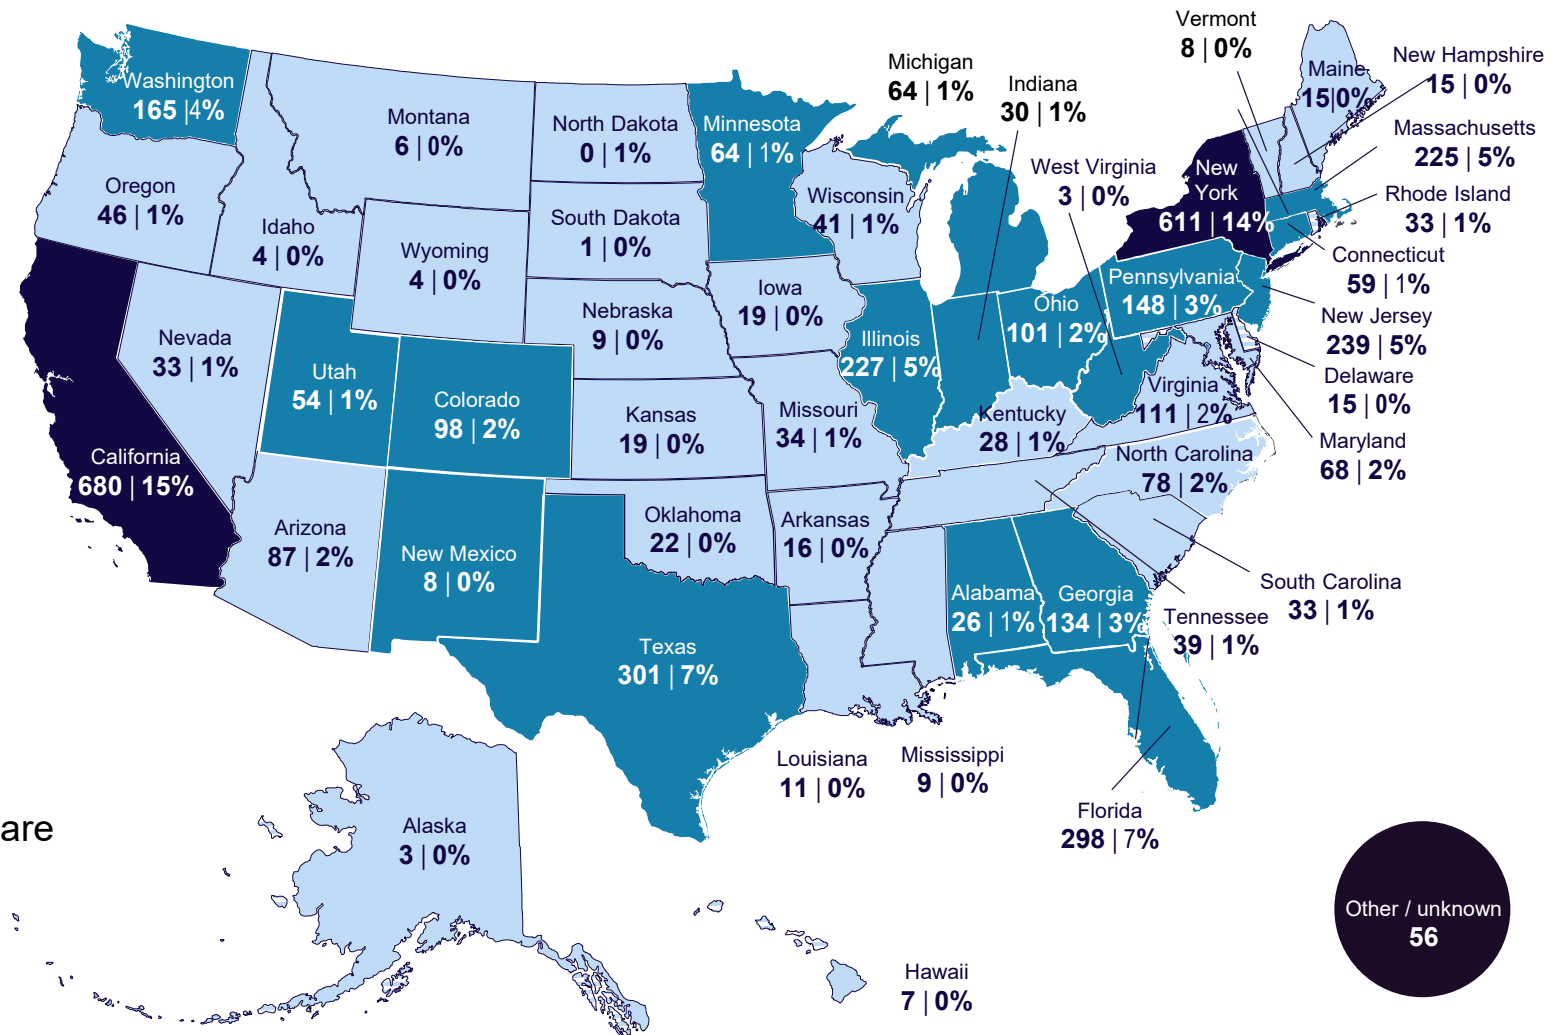 Vermont
8 | 0%
New Hampshire
15 | 0%
Maine
15|0%
Michigan
64 | 1%
Indiana
30 | 1%
Washington
165 |4%
Montana
6 | 0%
North Dakota
0 | 1%
Minnesota
64 | 1%
Massachusetts
225 | 5%
West Virginia
3 | 0%
New
York
611 | 14%
Oregon
46 | 1%
Wisconsin
41 | 1%
Rhode Island
33 | 1%
Idaho
4 | 0%
South Dakota
1 | 0%
Wyoming
4 | 0%
Connecticut
59 | 1%
Pennsylvania
148 | 3%
Iowa
19 | 0%
Ohio
101 | 2%
Nebraska
9 | 0%
New Jersey
239 | 5%
Nevada
33 | 1%
Illinois
227 | 5%
Utah
54 | 1%
Delaware
15 | 0%
Virginia
111 | 2%
Colorado
98 | 2%
Kansas
19 | 0%
Missouri
34 | 1%
Kentucky
28 | 1%
Maryland
68 | 2%
California
680 | 15%
North Carolina
78 | 2%
Arizona
87 | 2%
Oklahoma
22 | 0%
Arkansas
16 | 0%
New Mexico
8 | 0%
South Carolina
33 | 1%
Alabama
26 | 1%
Georgia
134 | 3%
Tennessee
39 | 1%
Texas
301 | 7%
Louisiana
11 | 0%
Mississippi
9 | 0%
Florida
298 | 7%
are
Alaska
3 | 0%
Other / unknown
56
Hawaii
7 | 0%